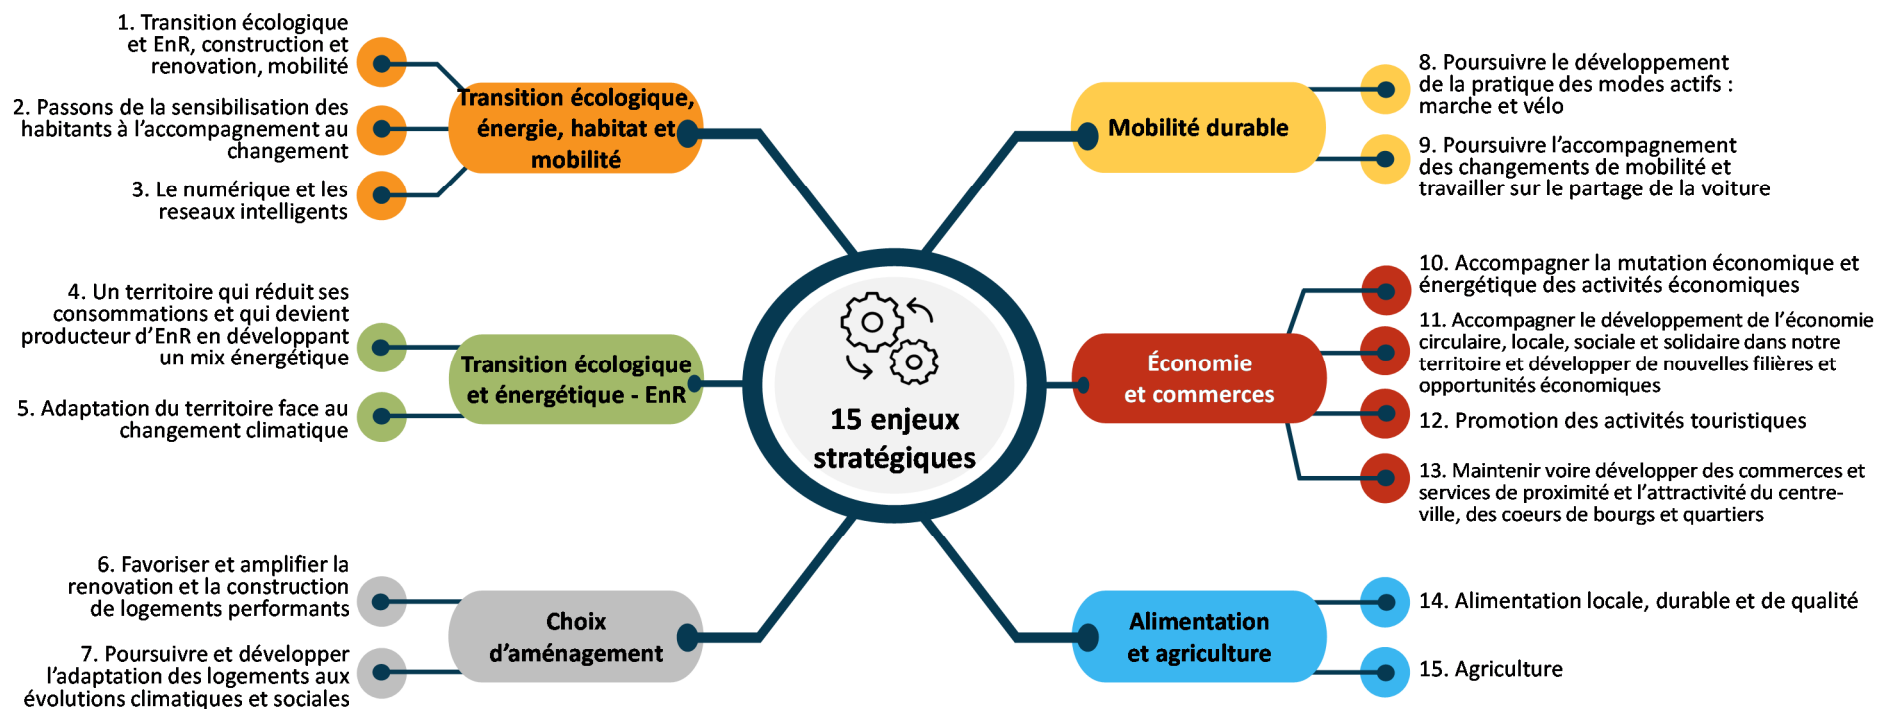 1. Transition écologique
et EnR, construction et
renovation, mobilité
2. Passons de la sensibilisation des
habitants à l’accompagnement au
changement
3. Le numérique et les
reseaux intelligents
Transition écologique,
énergie, habitat et
mobilité
4. Un territoire qui réduit ses
consommations et qui devient
producteur d’EnR en développant
un mix énergétique
5. Adaptation du territoire face au
changement climatique
Transition écologique
et énergétique - EnR
6. Favoriser et amplifier la
renovation et la construction
de logements performants
7. Poursuivre et développer
l’adaptation des logements aux
évolutions climatiques et sociales
Choix
d’aménagement
15 enjeux
stratégiques
Mobilité durable
8. Poursuivre le développement
de la pratique des modes actifs :
marche et vélo
9. Poursuivre l’accompagnement
des changements de mobilité et
travailler sur le partage de la voiture
Économie
et commerces
10. Accompagner la mutation économique et
énergétique des activités économiques
11. Accompagner le développement de l’économie
circulaire, locale, sociale et solidaire dans notre
territoire et développer de nouvelles filières et
opportunités économiques
12. Promotion des activités touristiques
13. Maintenir voire développer des commerces et
services de proximité et l’attractivité du centre-
ville, des coeurs de bourgs et quartiers
Alimentation
et agriculture
14. Alimentation locale, durable et de qualité
15. Agriculture